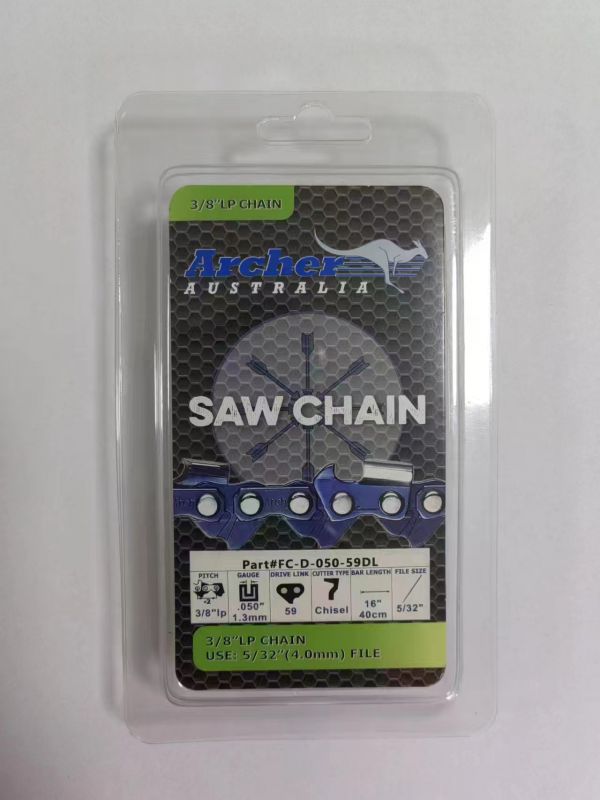 3/8"LP CHAIN
Archer
AUSTRALIA
SAW CHAIN
Part#FC-D-050-59DL
PITCH GAUGE DRIVE LINK CUTTER TYPE BAR LENGTH FILE SIZE
÷2
3/8"lp .050" 1.3mm 59 Chisel 16" 40cm 5/32"
3/8"LP CHAIN
USE: 5/32"(4.0mm) FILE